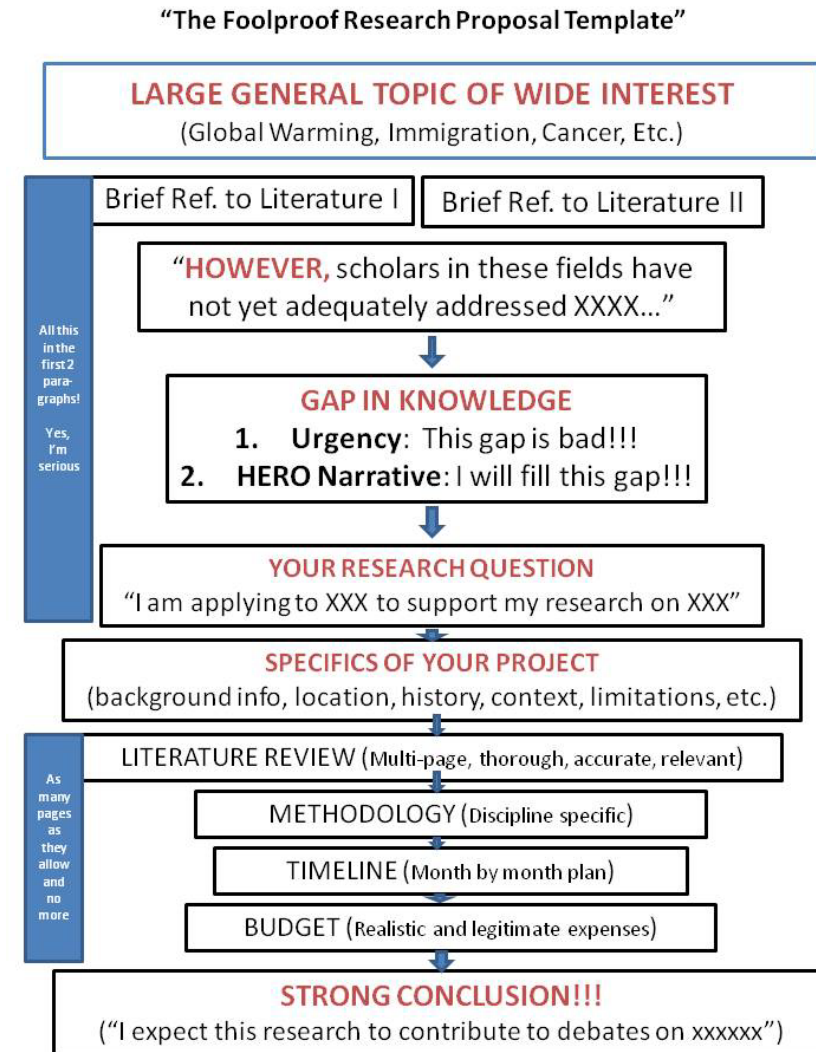 “The Foolproof Research Proposal Template”
LARGE GENERAL TOPIC OF WIDE INTEREST
(Global Warming, Immigration, Cancer, Etc.)
Brief Ref. to Literature I
Brief Ref. to Literature II
“HOWEVER, scholars in these fields have
not yet adequately addressed XXXX...”
All this
in the
first 2
para-
graphs!
Yes,
I’m
serious
GAP IN KNOWLEDGE
1. Urgency: This gap is bad!!!
2. HERO Narrative: I will fill this gap!!!
YOUR RESEARCH QUESTION
“I am applying to XXX to support my research on XXX”
SPECIFICS OF YOUR PROJECT
(background info, location, history, context, limitations, etc.)
LITERATURE REVIEW (Multi-page, thorough, accurate, relevant)
As
many
pages
as
they
allow
and
no
more
METHODOLOGY (Discipline specific)
TIMELINE (Month by month plan)
BUDGET (Realistic and legitimate expenses)
STRONG CONCLUSION!!!
(“I expect this research to contribute to debates on xxxxxx”)